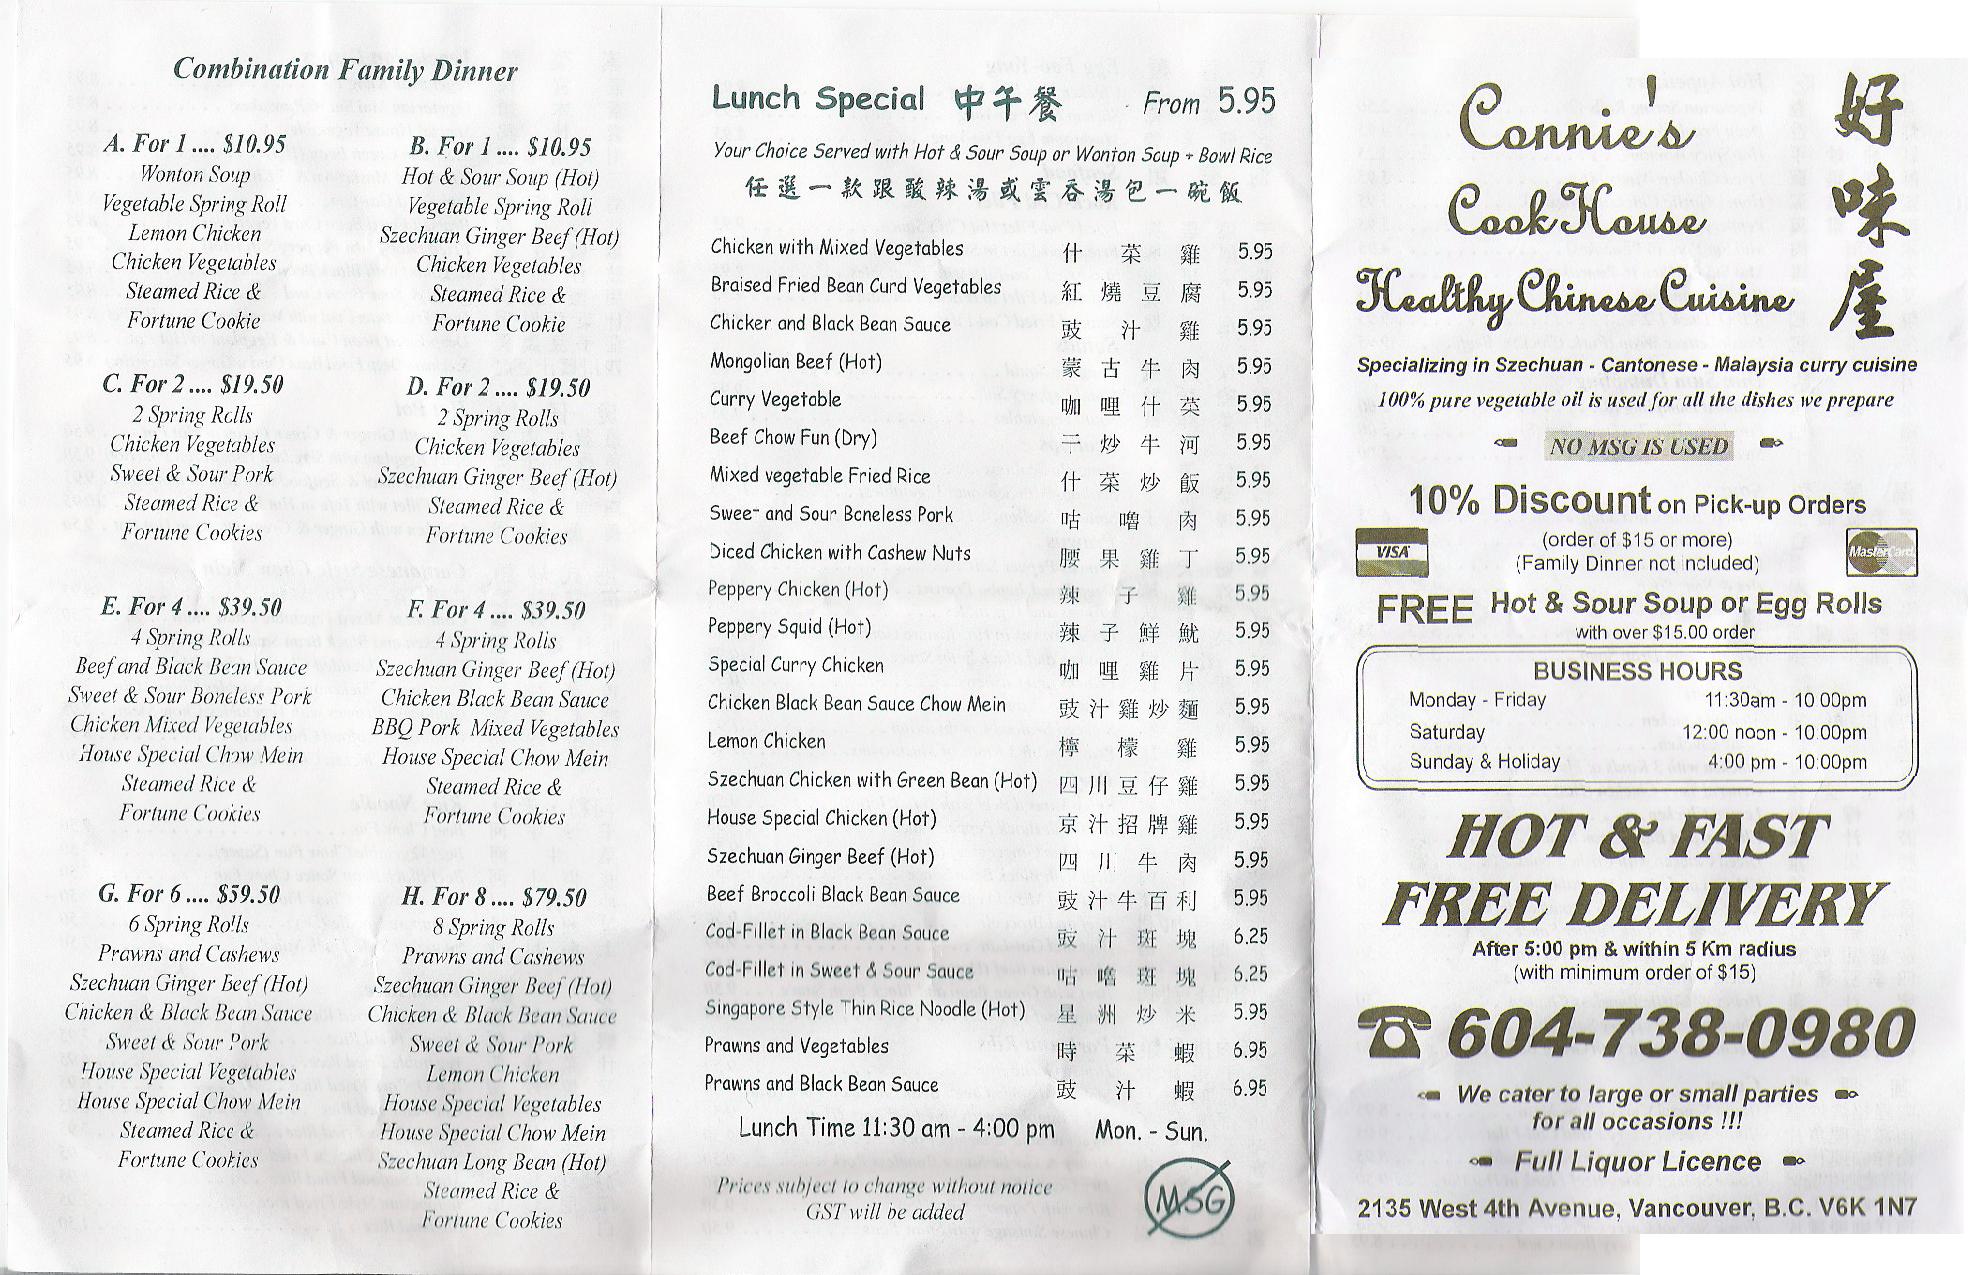 Combination Family Dinner
A. For 1 .... $10.95
Wonton Soup
Vegetable Spring Roll
Lemon Chicken
Chicken Vegetables
Steamed Rice &
Fortune Cookie
B. For 1 .... $10.95
Hot & Sour Soup (Hot)
Vegetable Spring Roll
Szechuan Ginger Beef (Hot)
Chicken Vegetables
Steamed Rice &
Fortune Cookie
C. For 2 .... $19.50
2 Spring Rolls
Chicken Vegetables
Sweet & Sour Pork
Steamed Rice &
Fortune Cookies
D. For 2 .... $19.50
2 Spring Rolls
Chicken Vegetables
Szechuan Ginger Beef (Hot)
Steamed Rice &
Fortune Cookies
E. For 4 .... $39.50
4 Spring Rolls
Beef and Black Bean Sauce
Sweet & Sour Boneless Pork
Chicken Mixed Vegetables
House Special Chow Mein
Steamed Rice &
Fortune Cookies
F. For 4 .... $39.50
4 Spring Rolls
Szechuan Ginger Beef (Hot)
Chicken Black Bean Sauce
BBQ Pork Mixed Vegetables
House Special Chow Mein
Steamed Rice &
Fortune Cookies
G. For 6 .... $59.50
6 Spring Rolls
Prawns and Cashews
Szechuan Ginger Beef (Hot)
Chicken & Black Bean Sauce
Sweet & Sour Pork
House Special Vegetables
House Special Chow Mein
Steamed Rice &
Fortune Cookies
H. For 8 .... $79.50
8 Spring Rolls
Prawns and Cashews
Szechuan Ginger Beef (Hot)
Chicken & Black Bean Sauce
Sweet & Sour Pork
Lemon Chicken
House Special Vegetables
House Special Chow Mein
Szechuan Long Bean (Hot)
Steamed Rice &
Fortune Cookies
Lunch Special 中午餐 From 5.95
Your Choice Served with Hot & Sour Soup or Wonton Soup + Bowl Rice
任選一款跟酸辣湯或雲吞湯包一碗飯
Chicken with Mixed Vegetables 什菜雞 5.95
Braised Fried Bean Curd Vegetables 紅燒豆腐 5.95
Chicken and Black Bean Sauce 豉汁雞 5.95
Mongolian Beef (Hot) 蒙古牛肉 5.95
Curry Vegetable 咖哩什菜 5.95
Beef Chow Fun (Dry) 干炒牛河 5.95
Mixed vegetable Fried Rice 什菜炒飯 5.95
Sweet and Sour Boneless Pork 咕嚕肉 5.95
Diced Chicken with Cashew Nuts 腰果雞丁 5.95
Peppery Chicken (Hot) 辣子雞 5.95
Peppery Squid (Hot) 辣子鮮魷 5.95
Special Curry Chicken 咖哩雞片 5.95
Chicken Black Bean Sauce Chow Mein 豉汁雞炒麵 5.95
Lemon Chicken 檸檬雞 5.95
Szechuan Chicken with Green Bean (Hot) 四川豆仔雞 5.95
House Special Chicken (Hot) 京汁招牌雞 5.95
Szechuan Ginger Beef (Hot) 四川牛肉 5.95
Beef Broccoli Black Bean Sauce 豉汁牛百利 5.95
Cod-Fillet in Black Bean Sauce 豉汁斑塊 6.25
Cod-Fillet in Sweet & Sour Sauce 咕嚕斑塊 6.25
Singapore Style Thin Rice Noodle (Hot) 星洲炒米 5.95
Prawns and Vegetables 時菜蝦 6.95
Prawns and Black Bean Sauce 豉汁蝦 6.95
Lunch Time 11:30 am - 4:00 pm Mon. - Sun.
Prices subject to change without notice
GST will be added
MSG
Connie's
CookHouse
Healthy Chinese Cuisine
好味屋
Specializing in Szechuan - Cantonese - Malaysia curry cuisine
100% pure vegetable oil is used for all the dishes we prepare
NO MSG IS USED
10% Discount on Pick-up Orders
(order of $15 or more)
(Family Dinner not included)
VISA
MasterCard
FREE Hot & Sour Soup or Egg Rolls
with over $15.00 order
BUSINESS HOURS
Monday - Friday 11:30am - 10:00pm
Saturday 12:00 noon - 10:00pm
Sunday & Holiday 4:00 pm - 10:00pm
HOT & FAST
FREE DELIVERY
After 5:00 pm & within 5 Km radius
(with minimum order of $15)
604-738-0980
We cater to large or small parties
for all occasions !!!
Full Liquor Licence
2135 West 4th Avenue, Vancouver, B.C. V6K 1N7